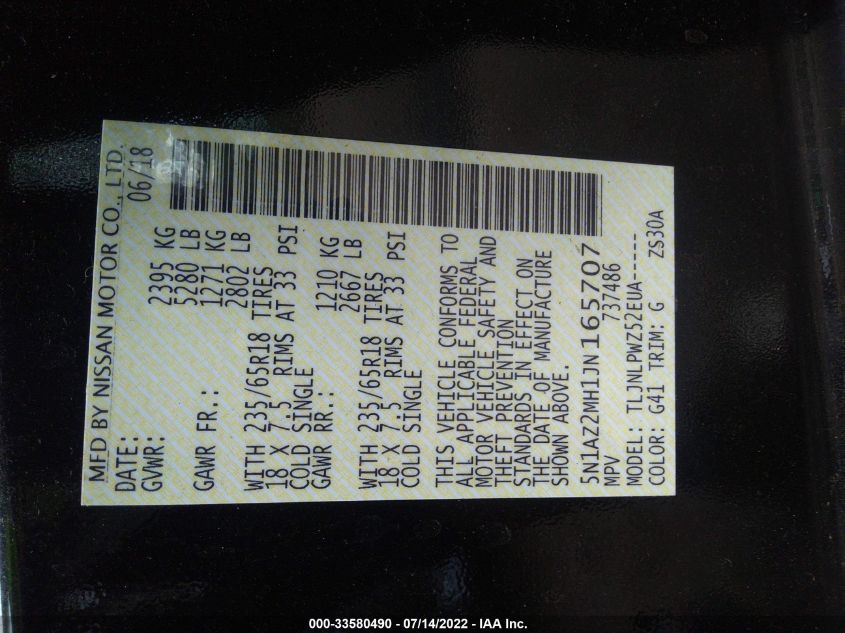 MFD BY NISSAN MOTOR CO., LTD.
DATE: 06/18
GVWR: 2395 KG
5280 LB
GAWR FR.: 1271 KG
2802 LB
WITH 235/65R18 TIRES
18 X 7.5 RIMS AT 33 PSI
COLD SINGLE
GAWR RR.: 1210 KG
2667 LB
WITH 235/65R18 TIRES
18 X 7.5 RIMS AT 33 PSI
COLD SINGLE
THIS VEHICLE CONFORMS TO
ALL APPLICABLE FEDERAL
MOTOR VEHICLE SAFETY AND
THEFT PREVENTION
STANDARDS IN EFFECT ON
THE DATE OF MANUFACTURE
SHOWN ABOVE.
5N1AZ2MH1JN165707
MPV 737486
MODEL: TLJNLPWZ52EUA-----
COLOR: G41 TRIM: G ZS30A
000-33580490 - 07/14/2022 - IAA Inc.